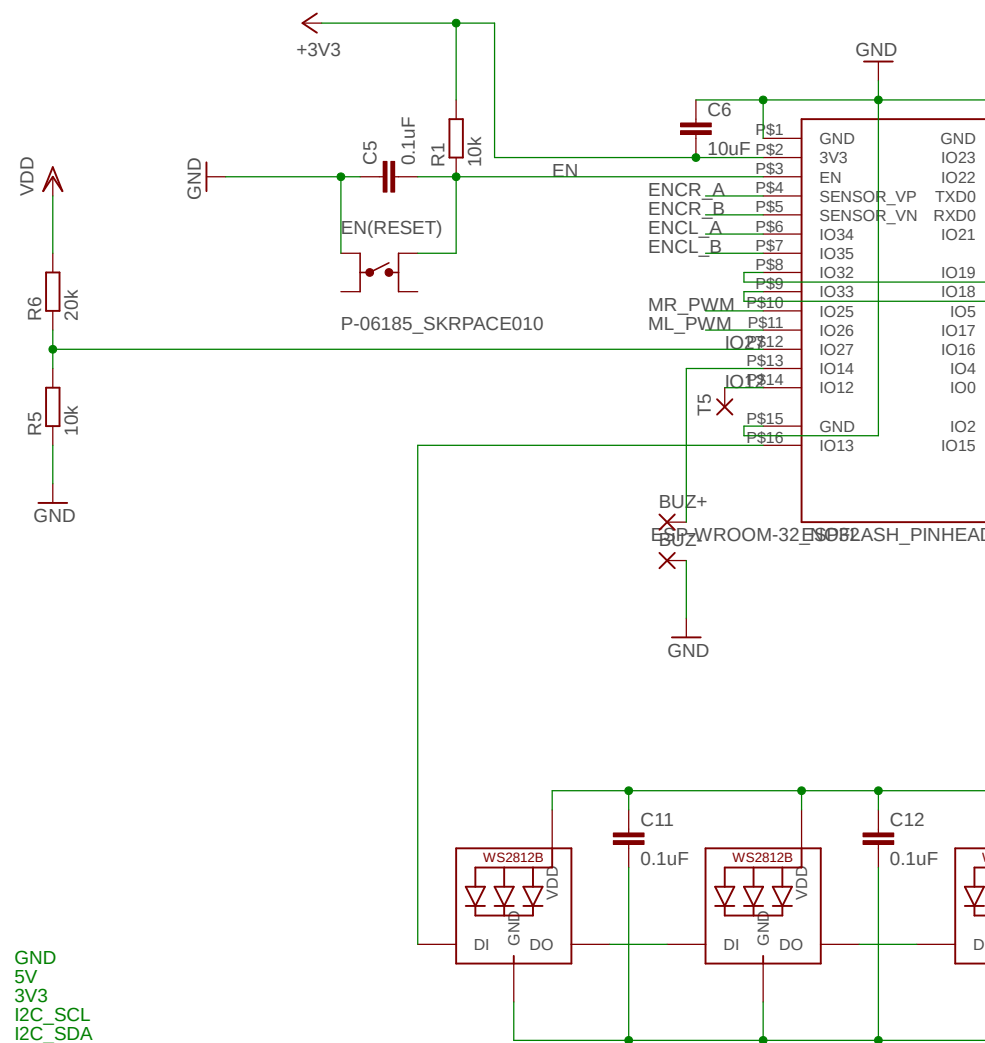 +3V3
GND
C6
10uF
C5
0.1uF
R1
10k
GND
EN
EN(RESET)
P-06185_SKRPACE010
VDD
R6
20k
R5
10k
GND
ENCR_A
ENCR_B
ENCL_A
ENCL_B
MR_PWM
ML_PWM
IO27
IO12
T5
P$1
P$2
P$3
P$4
P$5
P$6
P$7
P$8
P$9
P$10
P$11
P$12
P$13
P$14
P$15
P$16
GND
3V3
EN
SENSOR_VP
SENSOR_VN
IO34
IO35
IO32
IO33
IO25
IO26
IO27
IO14
IO12
GND
IO13
GND
IO23
IO22
TXD0
RXD0
IO21
IO19
IO18
IO5
IO17
IO16
IO4
IO0
IO2
IO15
BUZ+
BUZ-
GND
C11
0.1uF
C12
0.1uF
WS2812B
VDD
GND
DI
DO
WS2812B
VDD
GND
DI
DO
GND
5V
3V3
I2C_SCL
I2C_SDA